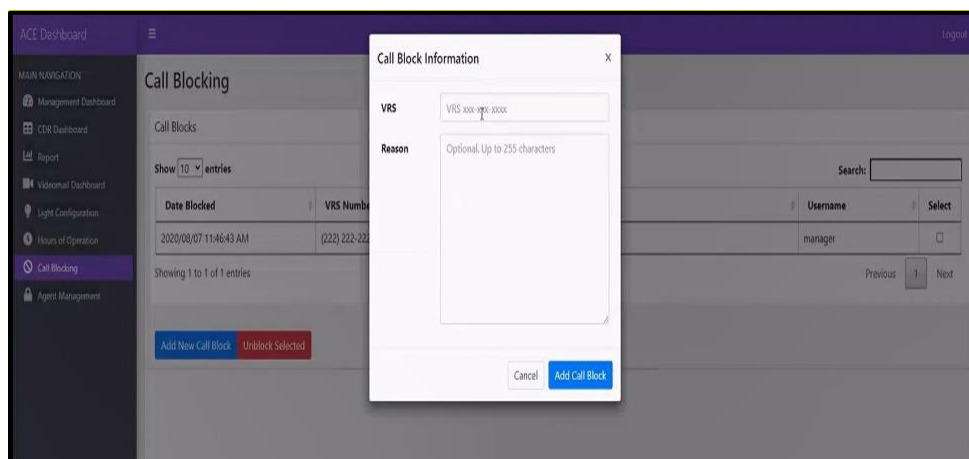 ACE Dashboard
Logout
MAIN NAVIGATION
Management Dashboard
CDR Dashboard
Report
Videomail Dashboard
Light Configuration
Hours of Operation
Call Blocking
Agent Management
Call Blocking
Call Blocks
Show 10 entries
Search:
Date Blocked VRS Numbe Username Select
2020/08/07 11:46:43 AM (222) 222-222 manager
Showing 1 to 1 of 1 entries
Previous 1 Next
Add New Call Block Unblock Selected
Call Block Information x
VRS VRS xxx-xxx-xxxx
Reason Optional. Up to 255 characters
Cancel Add Call Block